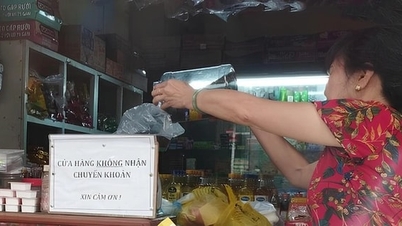 CỬA HÀNG KHÔNG NHẬN
CHUYỂN KHOẢN
XIN CẢM ƠN !